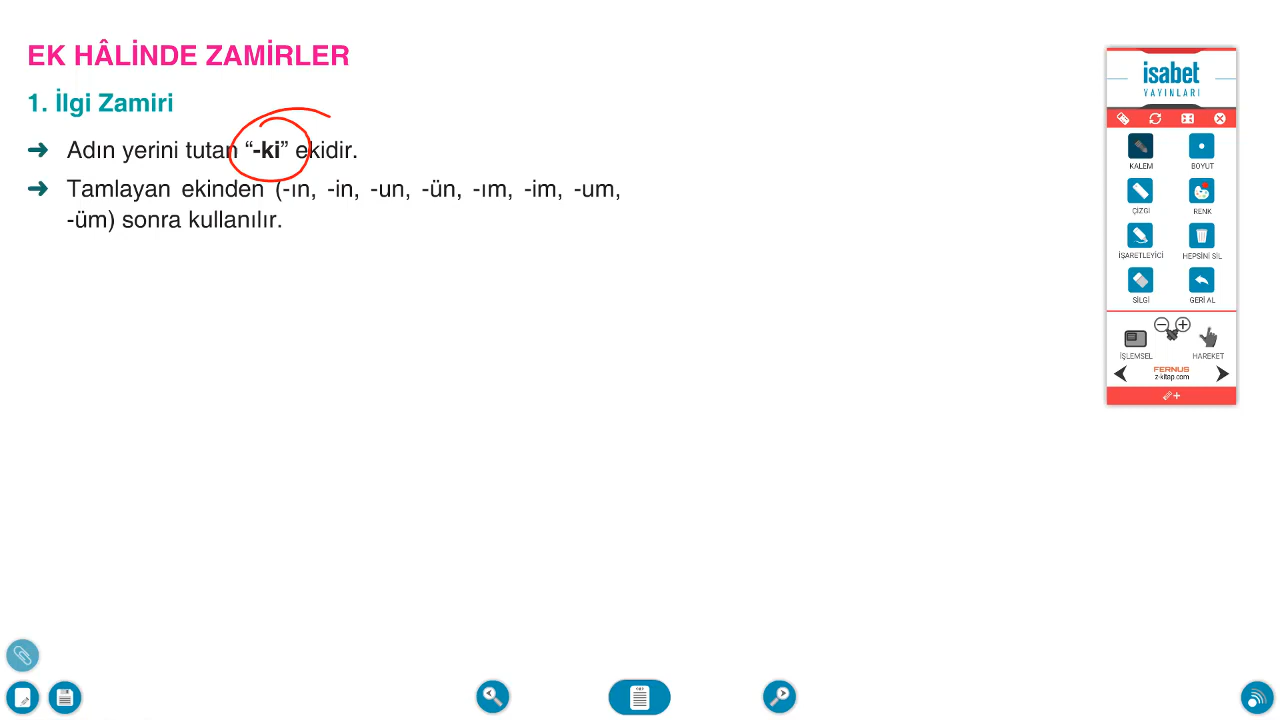 EK HÂLİNDE ZAMİRLER
1. İlgi Zamiri
➜ Adın yerini tutan “-ki” ekidir.
➜ Tamlayan ekinden (-ın, -in, -un, -ün, -ım, -im, -um,
-üm) sonra kullanılır.
isabet
YAYINLARI
KALEM BOYUT
ÇİZGİ RENK
İŞARETLEYİCİ HEPSİNİ SİL
SİLGİ GERİ AL
İŞLEMSEL HAREKET
FERNUS
z-kitap.com